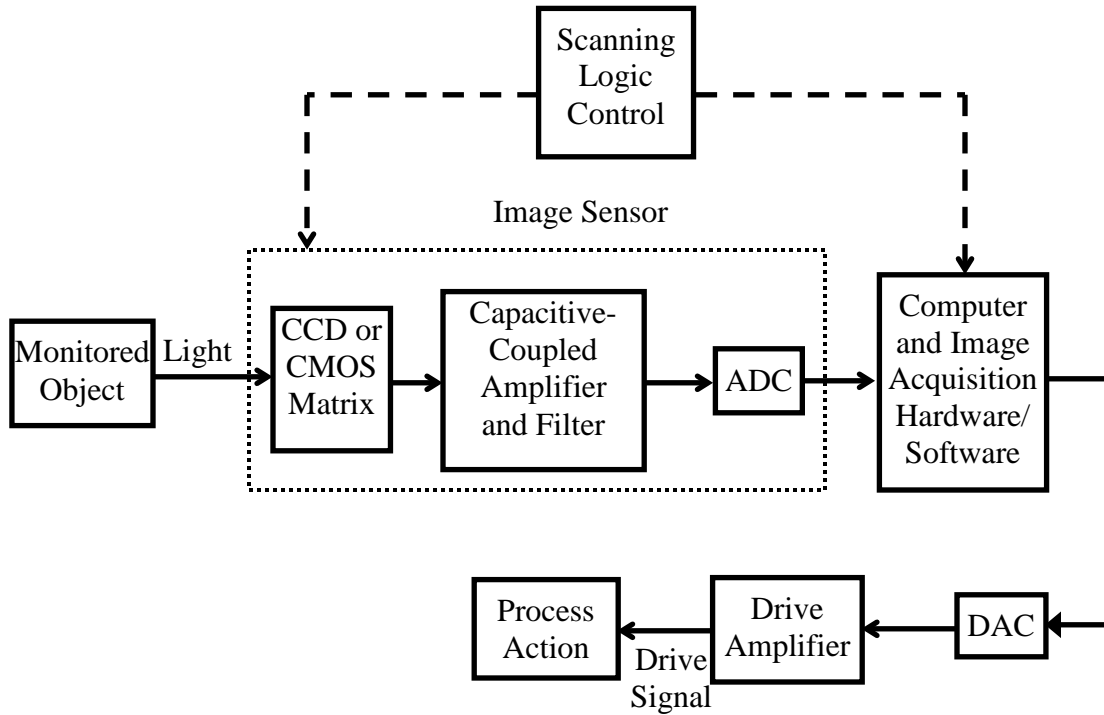 Scanning
Logic
Control
Image Sensor
Monitored
Object
Light
CCD or
CMOS
Matrix
Capacitive-
Coupled
Amplifier
and Filter
ADC
Computer
and Image
Acquisition
Hardware/
Software
Process
Action
Drive
Signal
Drive
Amplifier
DAC